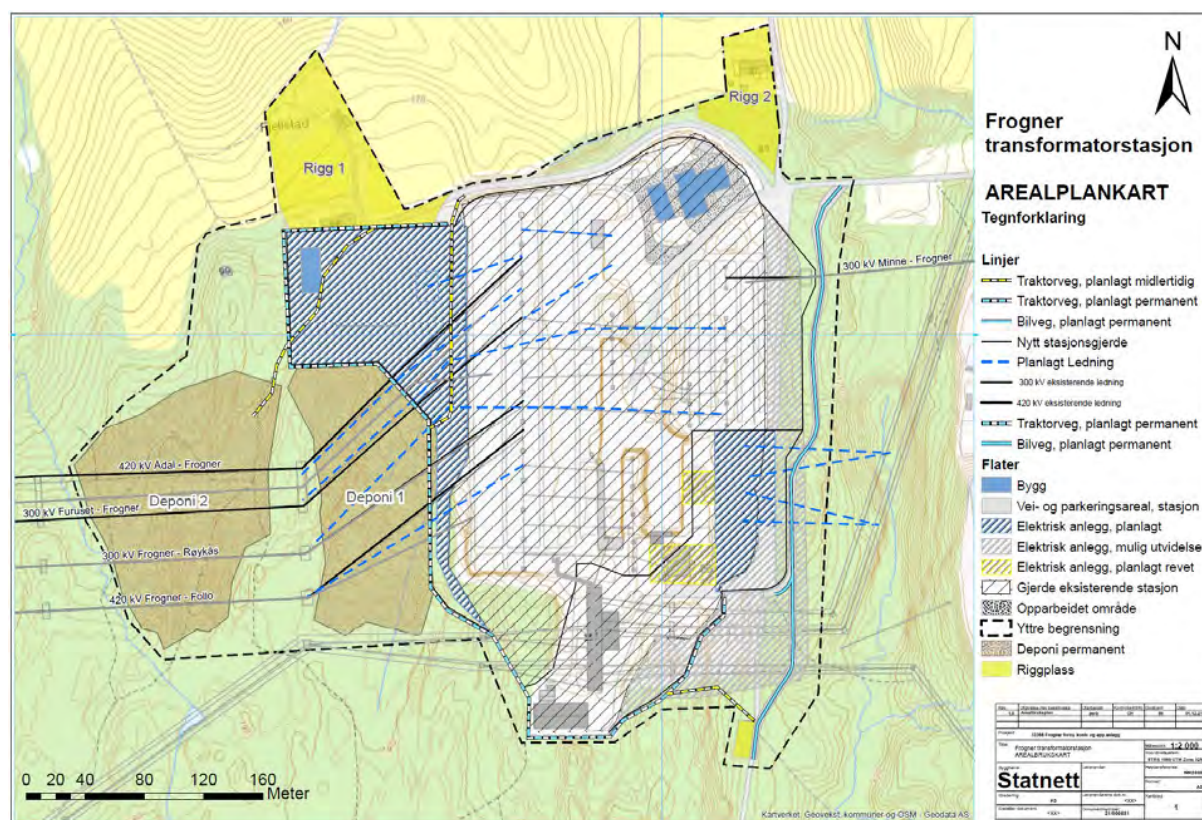 N
Frogner
transformatorstasjon
AREALPLANKART
Tegnforklaring
Linjer
Traktorveg, planlagt midlertidig
Traktorveg, planlagt permanent
Bilveg, planlagt permanent
Nytt stasjonsgjerde
Planlagt Ledning
300 kV eksisterende ledning
420 kV eksisterende ledning
Traktorveg, planlagt permanent
Bilveg, planlagt permanent
Flater
Bygg
Vei- og parkeringsareal, stasjon
Elektrisk anlegg, planlagt
Elektrisk anlegg, mulig utvidelse
Elektrisk anlegg, planlagt revet
Gjerde eksisterende stasjon
Opparbeidet område
Yttre begrensning
Deponi permanent
Riggplass
Rigg 2
Rigg 1
170
300 kV Minne - Frogner
420 kV Ådal - Frogner
Deponi 2
Deponi 1
300 kV Furuset - Frogner
300 kV Frogner - Røykås
420 kV Frogner - Follo
0 20 40 80 120 160
Meter
Kartverket, Geovekst, kommuner og OSM - Geodata AS
Frogner transformatorstasjon
AREALBRUKSKART
1:2 000
Statnett